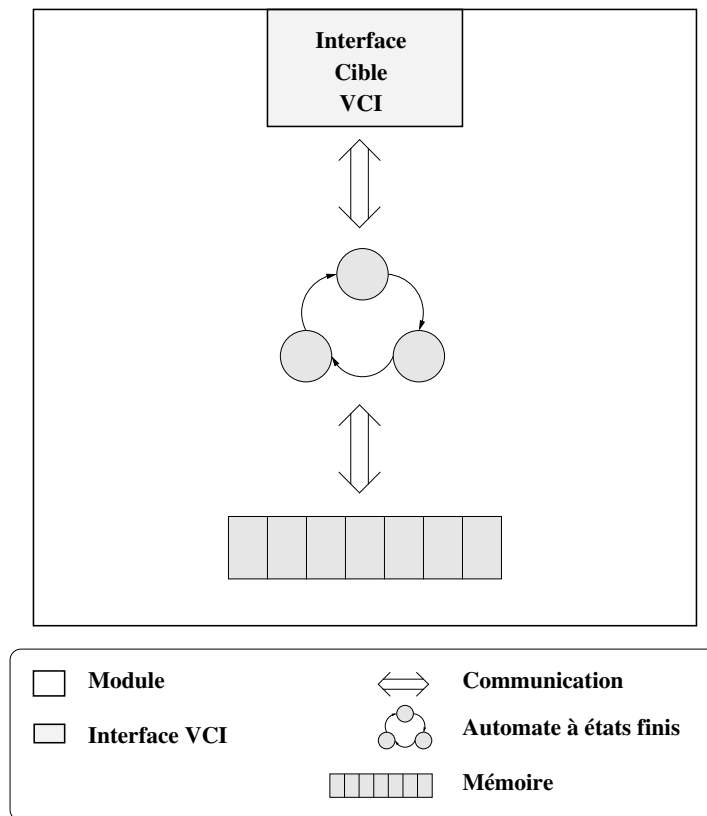 Interface
Cible
VCI
Module
Communication
Interface VCI
Automate à états finis
Mémoire